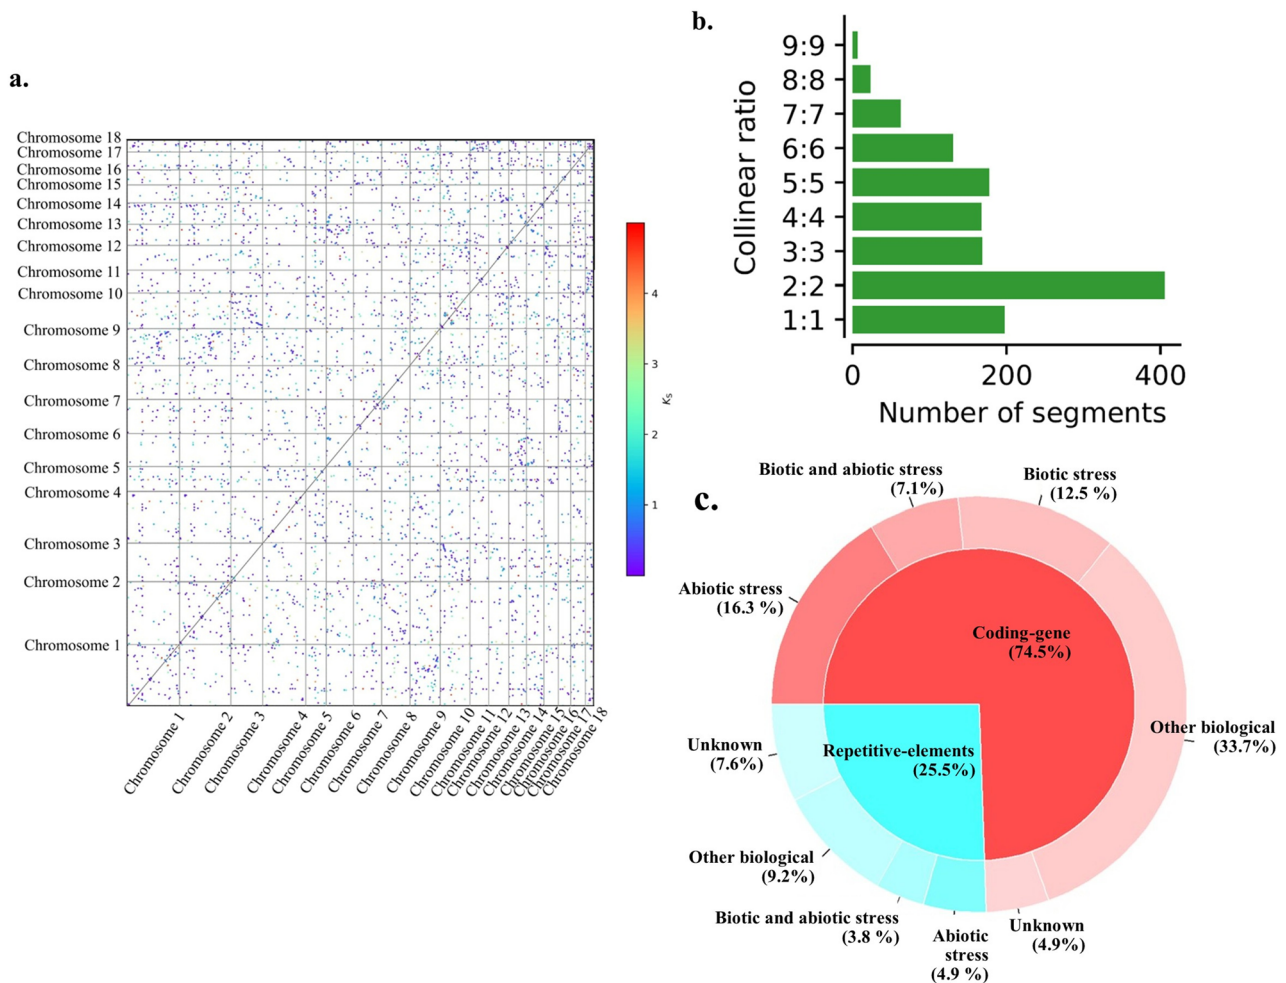 a.
Chromosome 18
Chromosome 17
Chromosome 16
Chromosome 15
Chromosome 14
Chromosome 13
Chromosome 12
Chromosome 11
Chromosome 10
Chromosome 9
Chromosome 8
Chromosome 7
Chromosome 6
Chromosome 5
Chromosome 4
Chromosome 3
Chromosome 2
Chromosome 1
Chromosome 1
Chromosome 2
Chromosome 3
Chromosome 4
Chromosome 5
Chromosome 6
Chromosome 7
Chromosome 8
Chromosome 9
Chromosome 10
Chromosome 11
Chromosome 12
Chromosome 13
Chromosome 14
Chromosome 15
Chromosome 16
Chromosome 17
Chromosome 18
4
3
2
1
Ks
b.
Collinear ratio
9:9
8:8
7:7
6:6
5:5
4:4
3:3
2:2
1:1
0
200
400
Number of segments
c.
Biotic and abiotic stress
(7.1%)
Biotic stress
(12.5 %)
Abiotic stress
(16.3 %)
Coding-gene
(74.5%)
Other biological
(33.7%)
Unknown
(7.6%)
Repetitive-elements
(25.5%)
Other biological
(9.2%)
Biotic and abiotic stress
(3.8 %)
Abiotic
stress
(4.9 %)
Unknown
(4.9%)